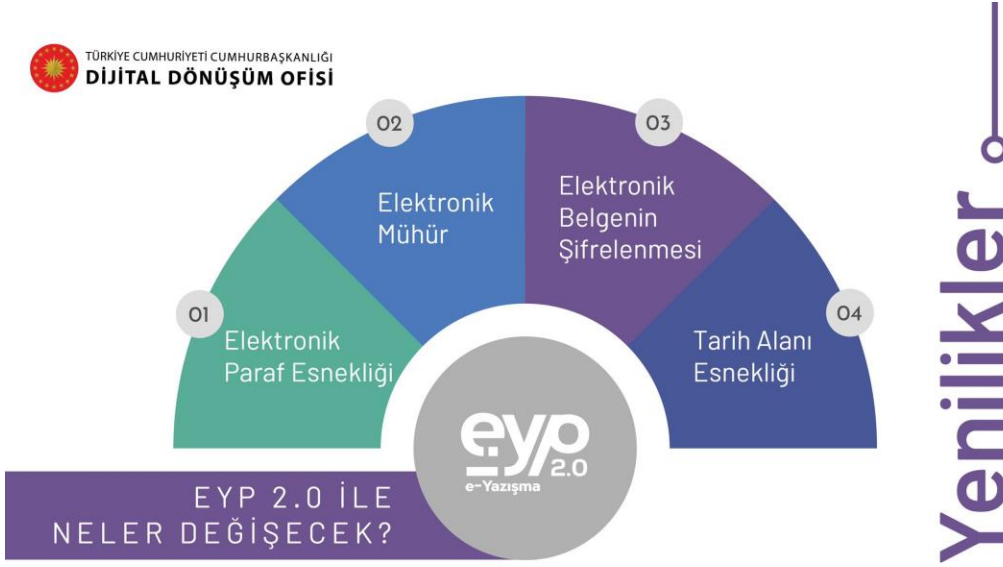 TÜRKİYE CUMHURİYETİ CUMHURBAŞKANLIĞI
DİJİTAL DÖNÜŞÜM OFİSİ
01
Elektronik
Paraf Esnekliği
02
Elektronik
Mühür
03
Elektronik
Belgenin
Şifrelenmesi
04
Tarih Alanı
Esnekliği
eyp
2.0
e-Yazışma
EYP 2.0 İLE
NELER DEĞİŞECEK?
Yenilikler